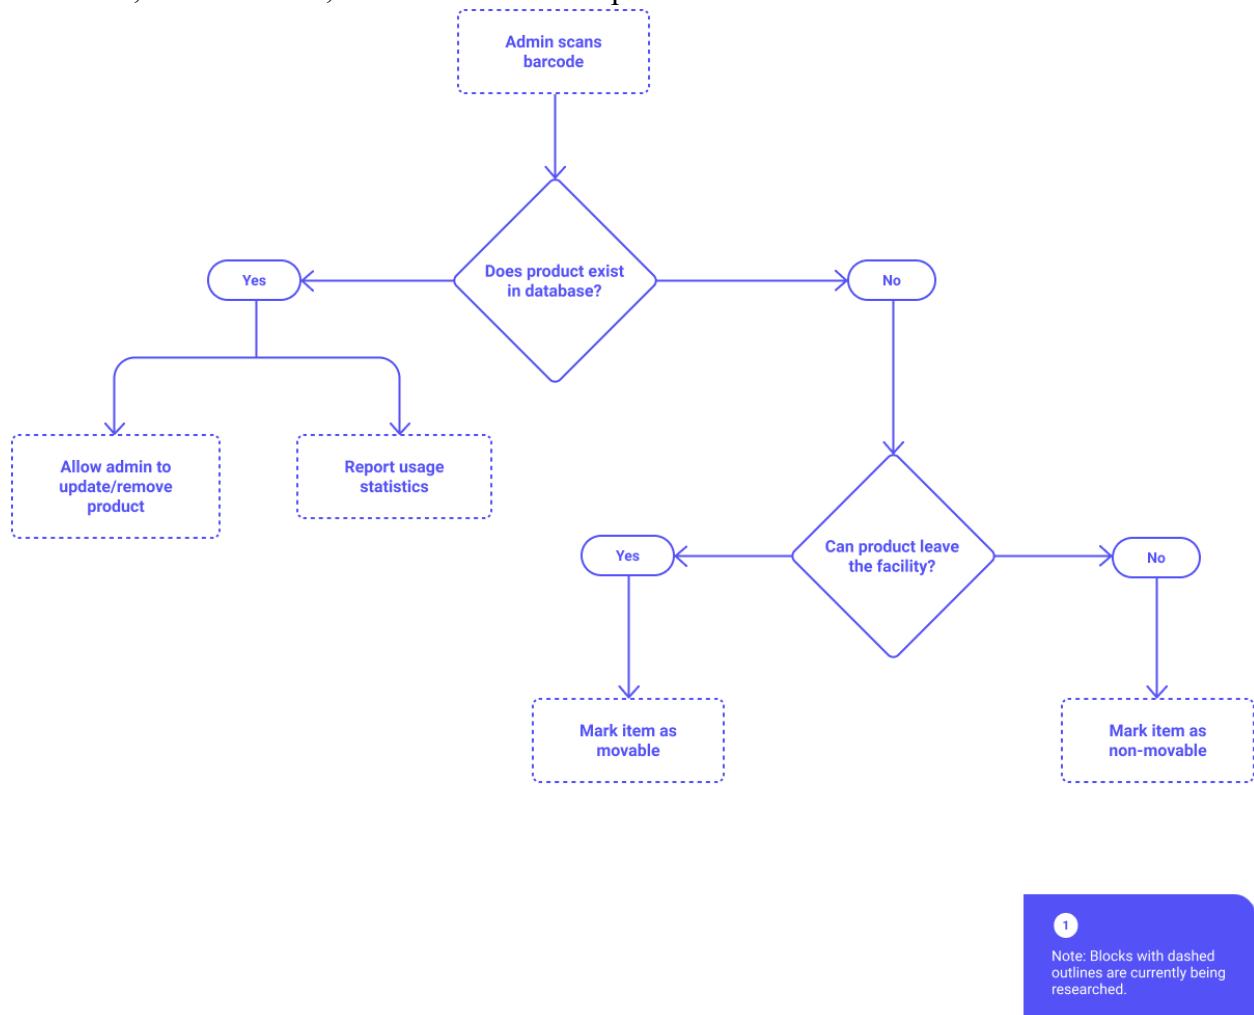 Admin scans
barcode
Does product exist
in database?
Yes
No
Allow admin to
update/remove
product
Report usage
statistics
Can product leave
the facility?
Yes
No
Mark item as
movable
Mark item as
non-movable
1
Note: Blocks with dashed
outlines are currently being
researched.